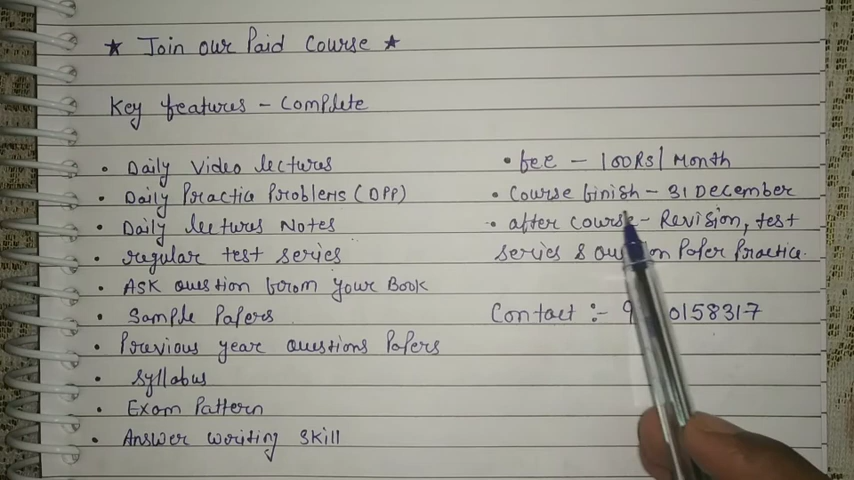 ★ Join our Paid Course ★
Key features - Complete
• Daily Video lectures
• Daily Practice Problems (DPP)
• Daily lectures Notes
• regular test series
• ASK question from your Book
• Sample Papers
• Previous year questions Papers
• Syllabus
• Exam Pattern
• Answer writing skill
• fee - 100Rs/Month
• Course finish - 31 December
• after course - Revision, test
series & Paper Practice.
Contact :-